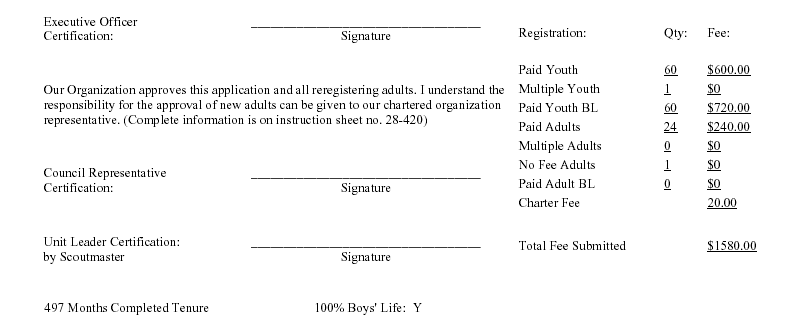 Executive Officer
Certification:
Signature
Our Organization approves this application and all reregistering adults. I understand the
responsibility for the approval of new adults can be given to our chartered organization
representative. (Complete information is on instruction sheet no. 28-420)
Council Representative
Certification:
Signature
Unit Leader Certification:
by Scoutmaster
Signature
497 Months Completed Tenure 100% Boys' Life: Y
Registration: Qty: Fee:
Paid Youth 60 $600.00
Multiple Youth 1 $0
Paid Youth BL 60 $720.00
Paid Adults 24 $240.00
Multiple Adults 0 $0
No Fee Adults 1 $0
Paid Adult BL 0 $0
Charter Fee 20.00
Total Fee Submitted $1580.00